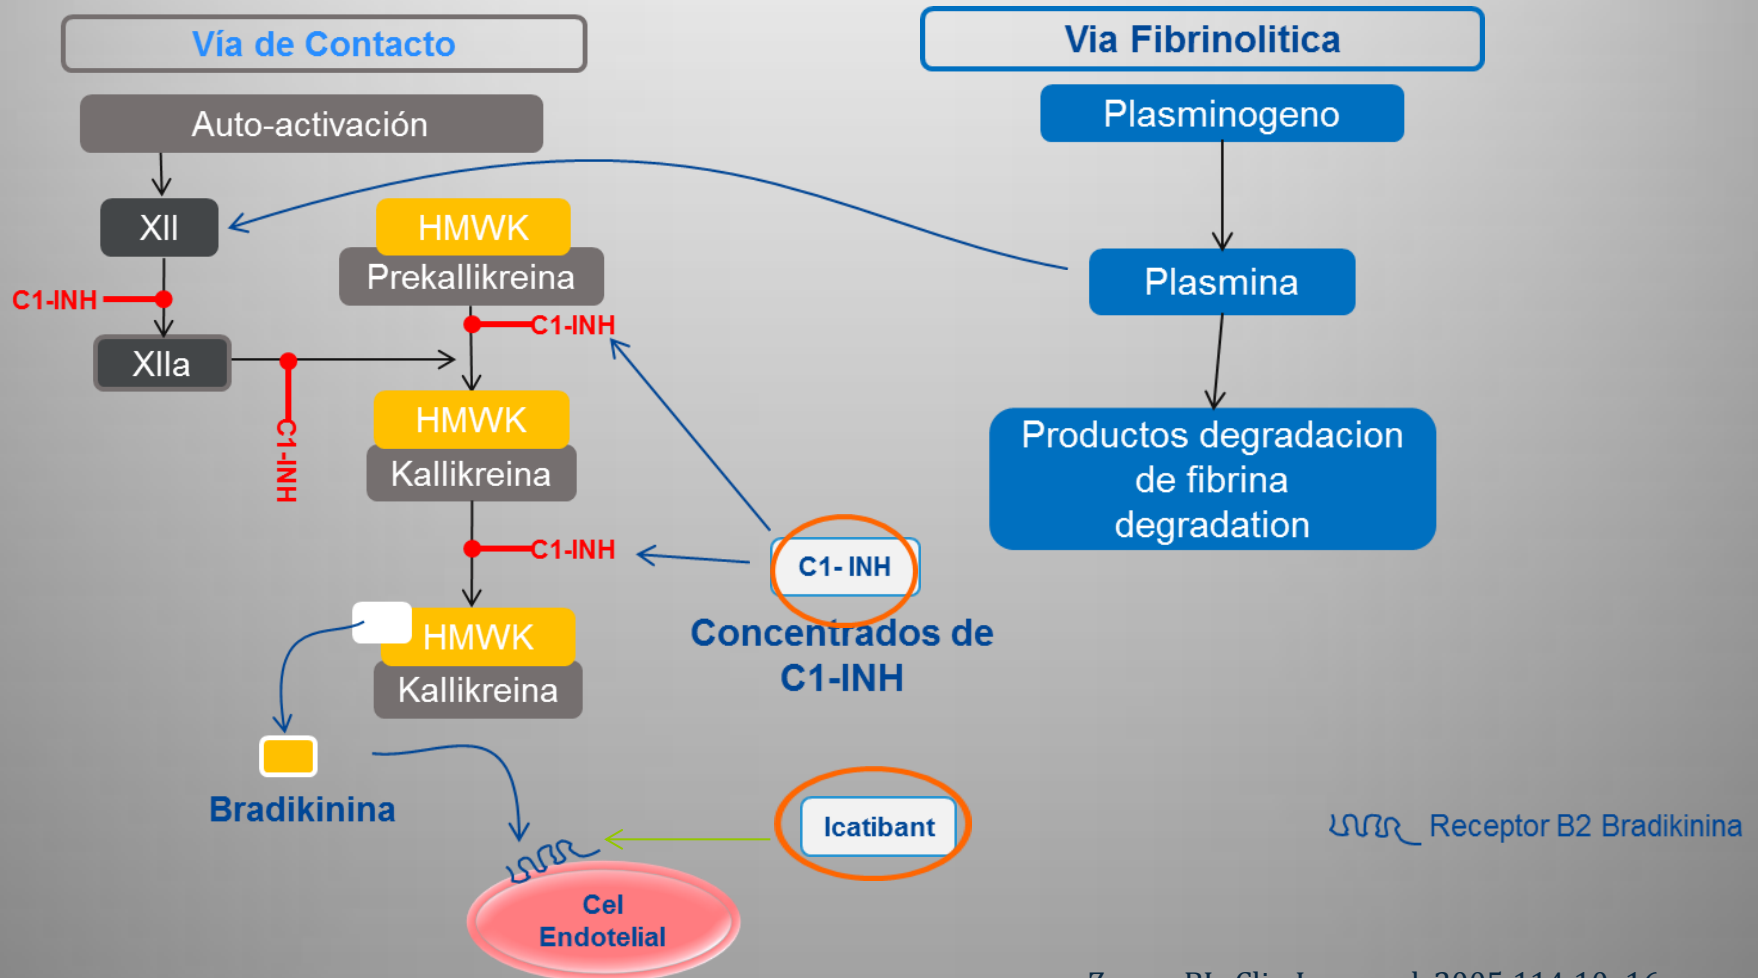 Vía de Contacto
Via Fibrinolitica
Auto-activación
Plasminogeno
XII
HMWK
Prekallikreina
Plasmina
C1-INH
C1-INH
XIIa
C1-INH
HMWK
Kallikreina
Productos degradacion
de fibrina
degradation
C1-INH
C1- INH
Concentrados de
C1-INH
HMWK
Kallikreina
Bradikinina
Icatibant
Receptor B2 Bradikinina
Cel
Endotelial
2005